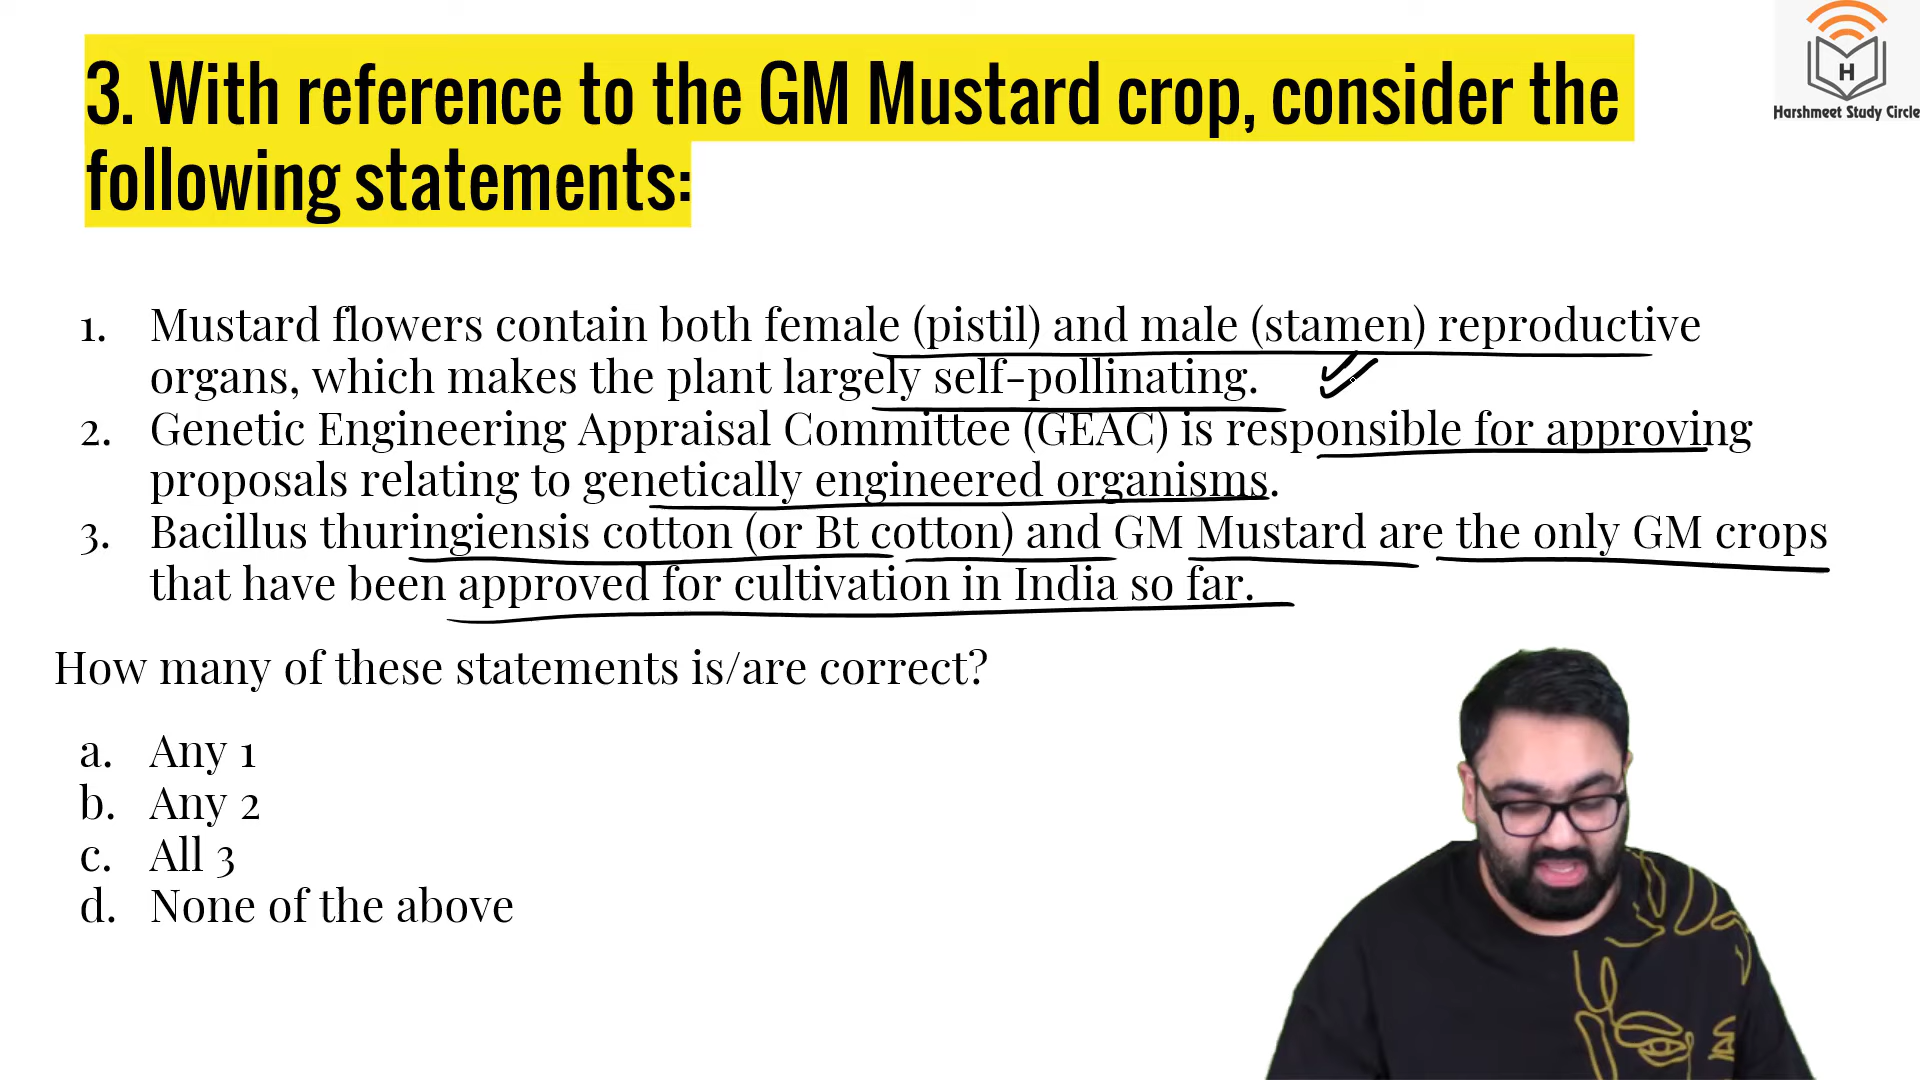 3. With reference to the GM Mustard crop, consider the
following statements:
H
Harshmeet Study Circle
1. Mustard flowers contain both female (pistil) and male (stamen) reproductive
organs, which makes the plant largely self-pollinating.
2. Genetic Engineering Appraisal Committee (GEAC) is responsible for approving
proposals relating to genetically engineered organisms.
3. Bacillus thuringiensis cotton (or Bt cotton) and GM Mustard are the only GM crops
that have been approved for cultivation in India so far.
How many of these statements is/are correct?
a. Any 1
b. Any 2
c. All 3
d. None of the above